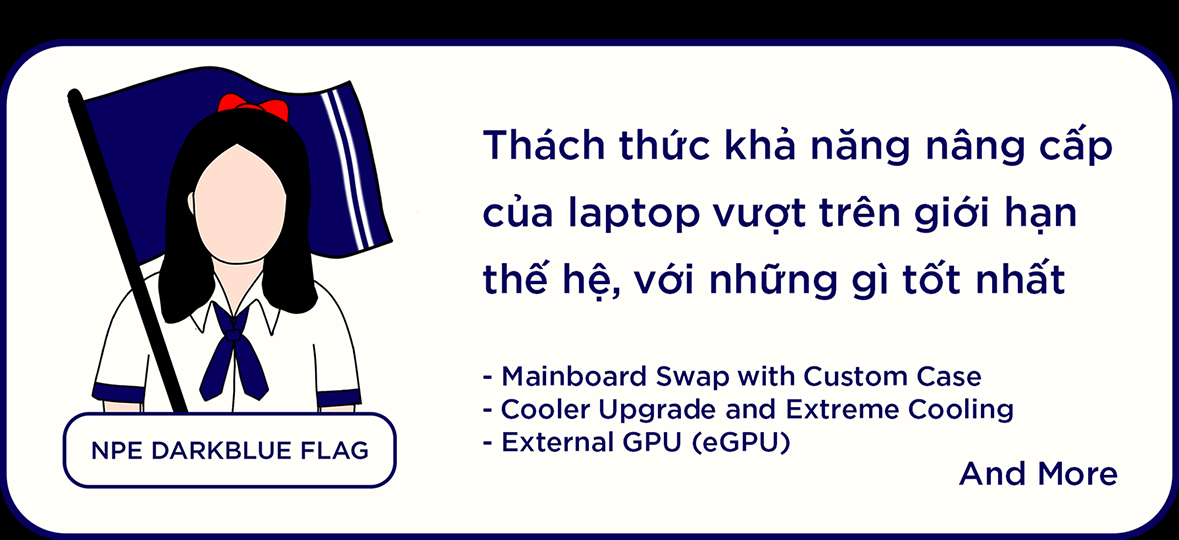 Thách thức khả năng nâng cấp
của laptop vượt trên giới hạn
thế hệ, với những gì tốt nhất
- Mainboard Swap with Custom Case
- Cooler Upgrade and Extreme Cooling
- External GPU (eGPU)
And More
NPE DARKBLUE FLAG